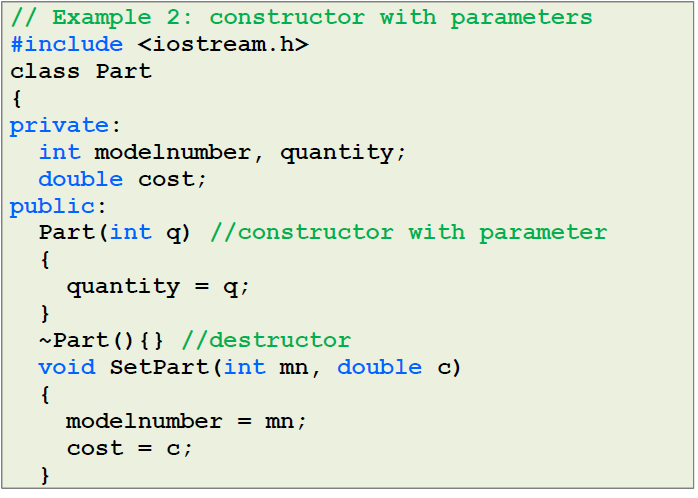 // Example 2: constructor with parameters
#include <iostream.h>
class Part
{
private:
  int modelnumber, quantity;
  double cost;
public:
  Part(int q) //constructor with parameter
  {
    quantity = q;
  }
  ~Part(){} //destructor
  void SetPart(int mn, double c)
  {
    modelnumber = mn;
    cost = c;
  }